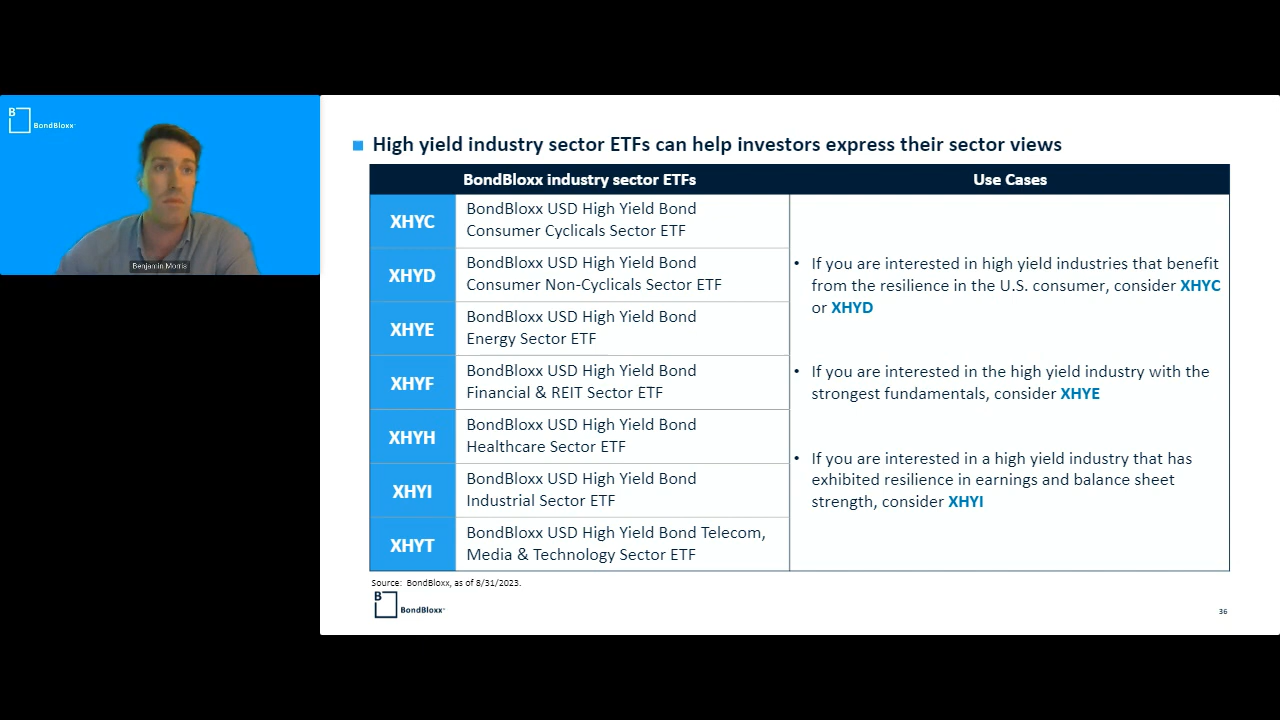 B
BondBloxx
Benjamin Morris
High yield industry sector ETFs can help investors express their sector views
BondBloxx industry sector ETFs
Use Cases
XHYC
BondBloxx USD High Yield Bond
Consumer Cyclicals Sector ETF
XHYD
BondBloxx USD High Yield Bond
Consumer Non-Cyclicals Sector ETF
XHYE
BondBloxx USD High Yield Bond
Energy Sector ETF
XHYF
BondBloxx USD High Yield Bond
Financial & REIT Sector ETF
XHYH
BondBloxx USD High Yield Bond
Healthcare Sector ETF
XHYI
BondBloxx USD High Yield Bond
Industrial Sector ETF
XHYT
BondBloxx USD High Yield Bond Telecom,
Media & Technology Sector ETF
• If you are interested in high yield industries that benefit
from the resilience in the U.S. consumer, consider XHYC
or XHYD
• If you are interested in the high yield industry with the
strongest fundamentals, consider XHYE
• If you are interested in a high yield industry that has
exhibited resilience in earnings and balance sheet
strength, consider XHYI
Source: BondBloxx, as of 8/31/2023.
B
BondBloxx
36